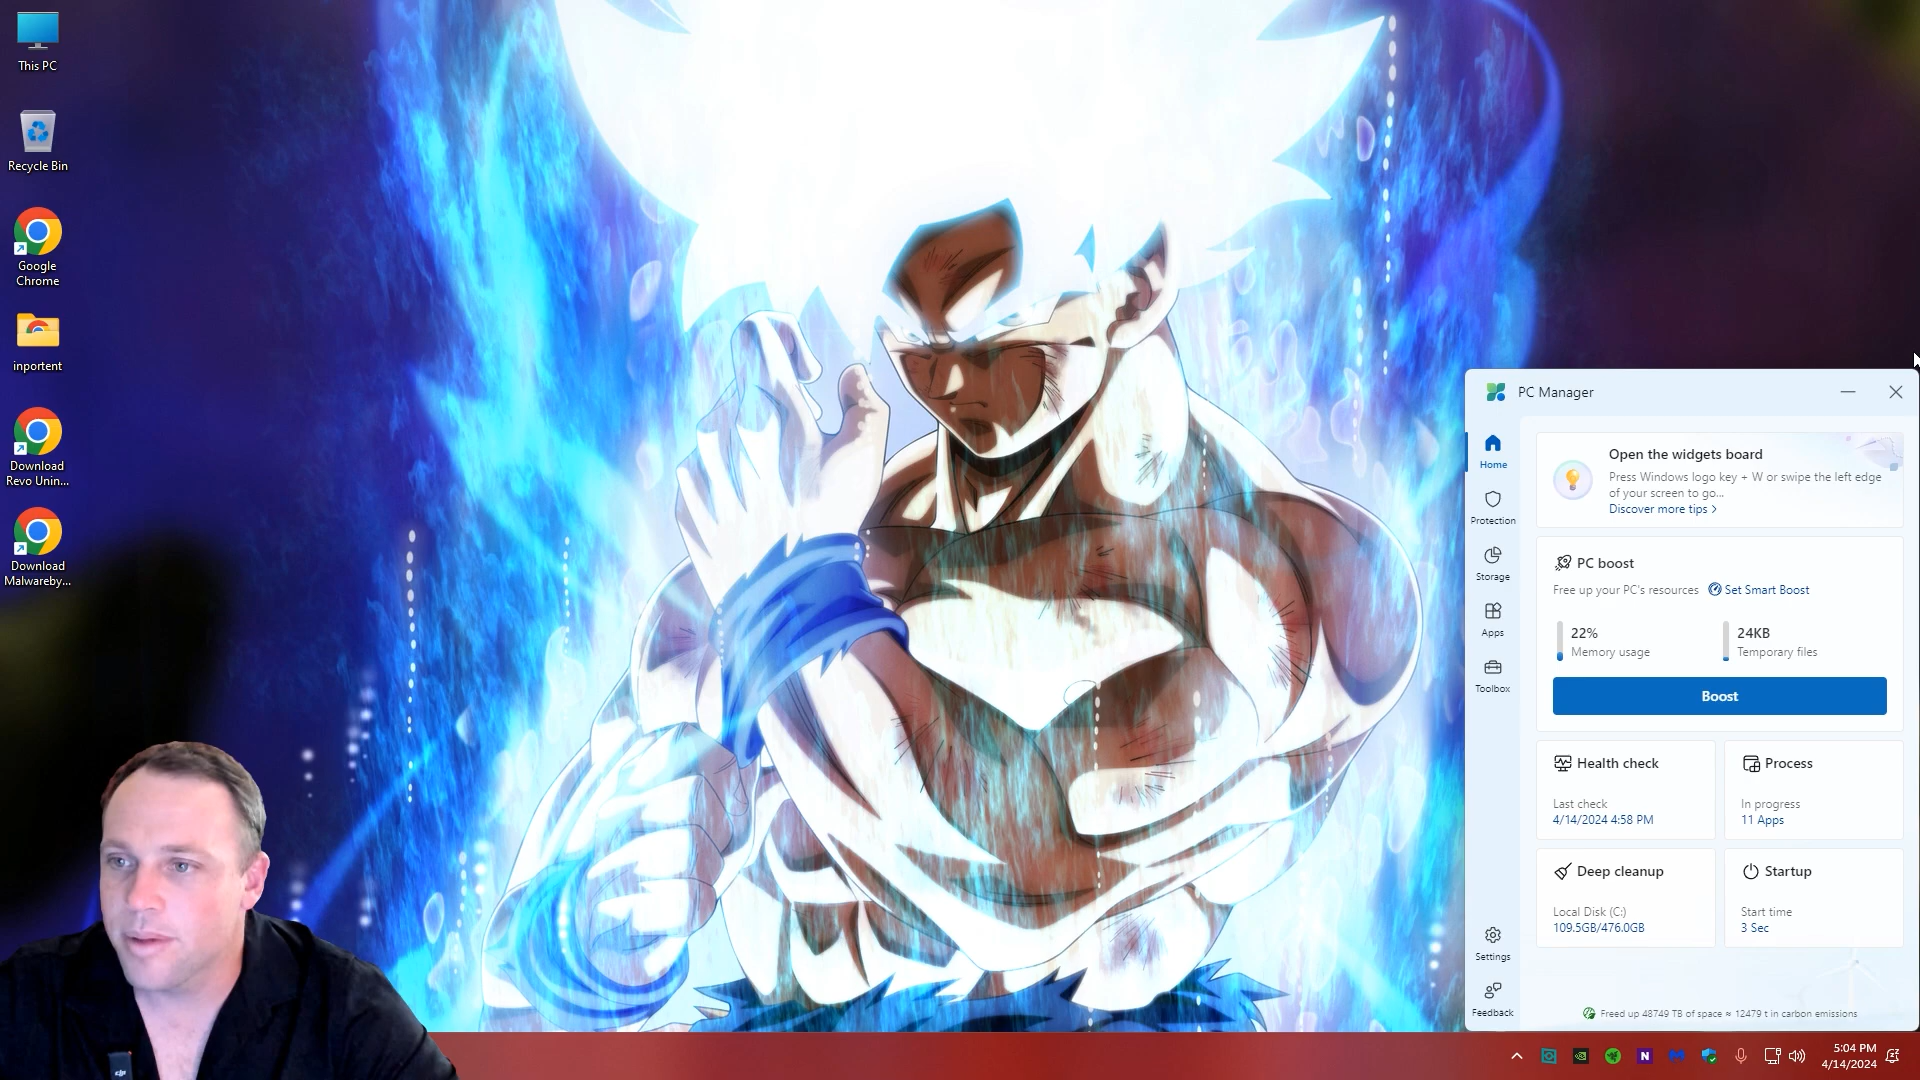 This PC
Recycle Bin
Google
Chrome
inportent
Download
Revo Unin...
Download
Malwareby...
PC Manager
Home
Protection
Storage
Apps
Toolbox
Settings
Feedback
Open the widgets board
Press Windows logo key + W or swipe the left edge
of your screen to go...
Discover more tips >
PC boost
Free up your PC's resources Set Smart Boost
22%
Memory usage
24KB
Temporary files
Boost
Health check
Last check
4/14/2024 4:58 PM
Process
In progress
11 Apps
Deep cleanup
Local Disk (C:)
109.5GB/476.0GB
Startup
Start time
3 Sec
Freed up 48749 TB of space ≈ 12479 t in carbon emissions
N
5:04 PM
4/14/2024
dji